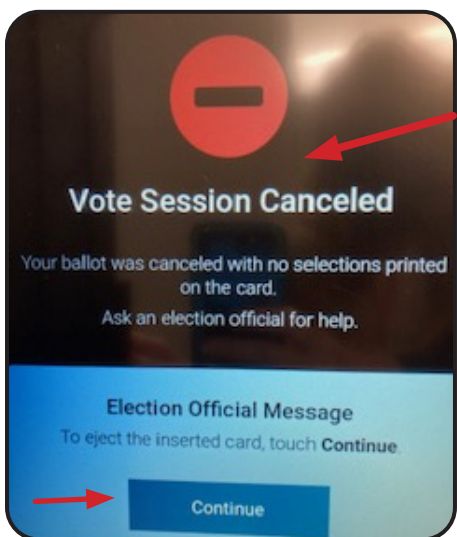 Vote Session Canceled
Your ballot was canceled with no selections printed
on the card.
Ask an election official for help.
Election Official Message
To eject the inserted card, touch Continue.
Continue